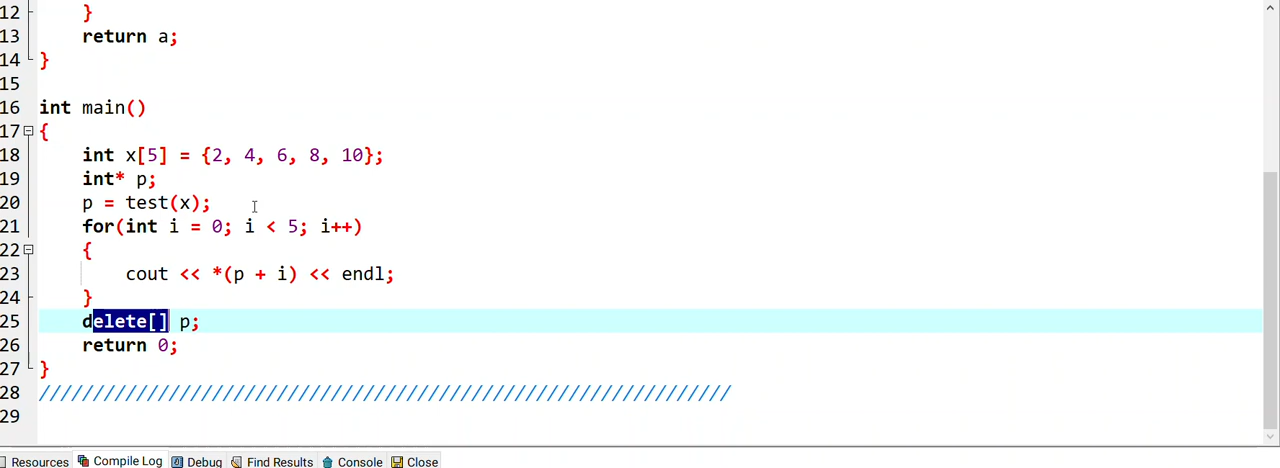 12 }
13 return a;
14 }
15
16 int main()
17 {
18 int x[5] = {2, 4, 6, 8, 10};
19 int* p;
20 p = test(x);
21 for(int i = 0; i < 5; i++)
22 {
23 cout << *(p + i) << endl;
24 }
25 delete[] p;
26 return 0;
27 }
28 ////////////////////////////////////////////////////////////////
29
Resources Compile Log Debug Find Results Console Close